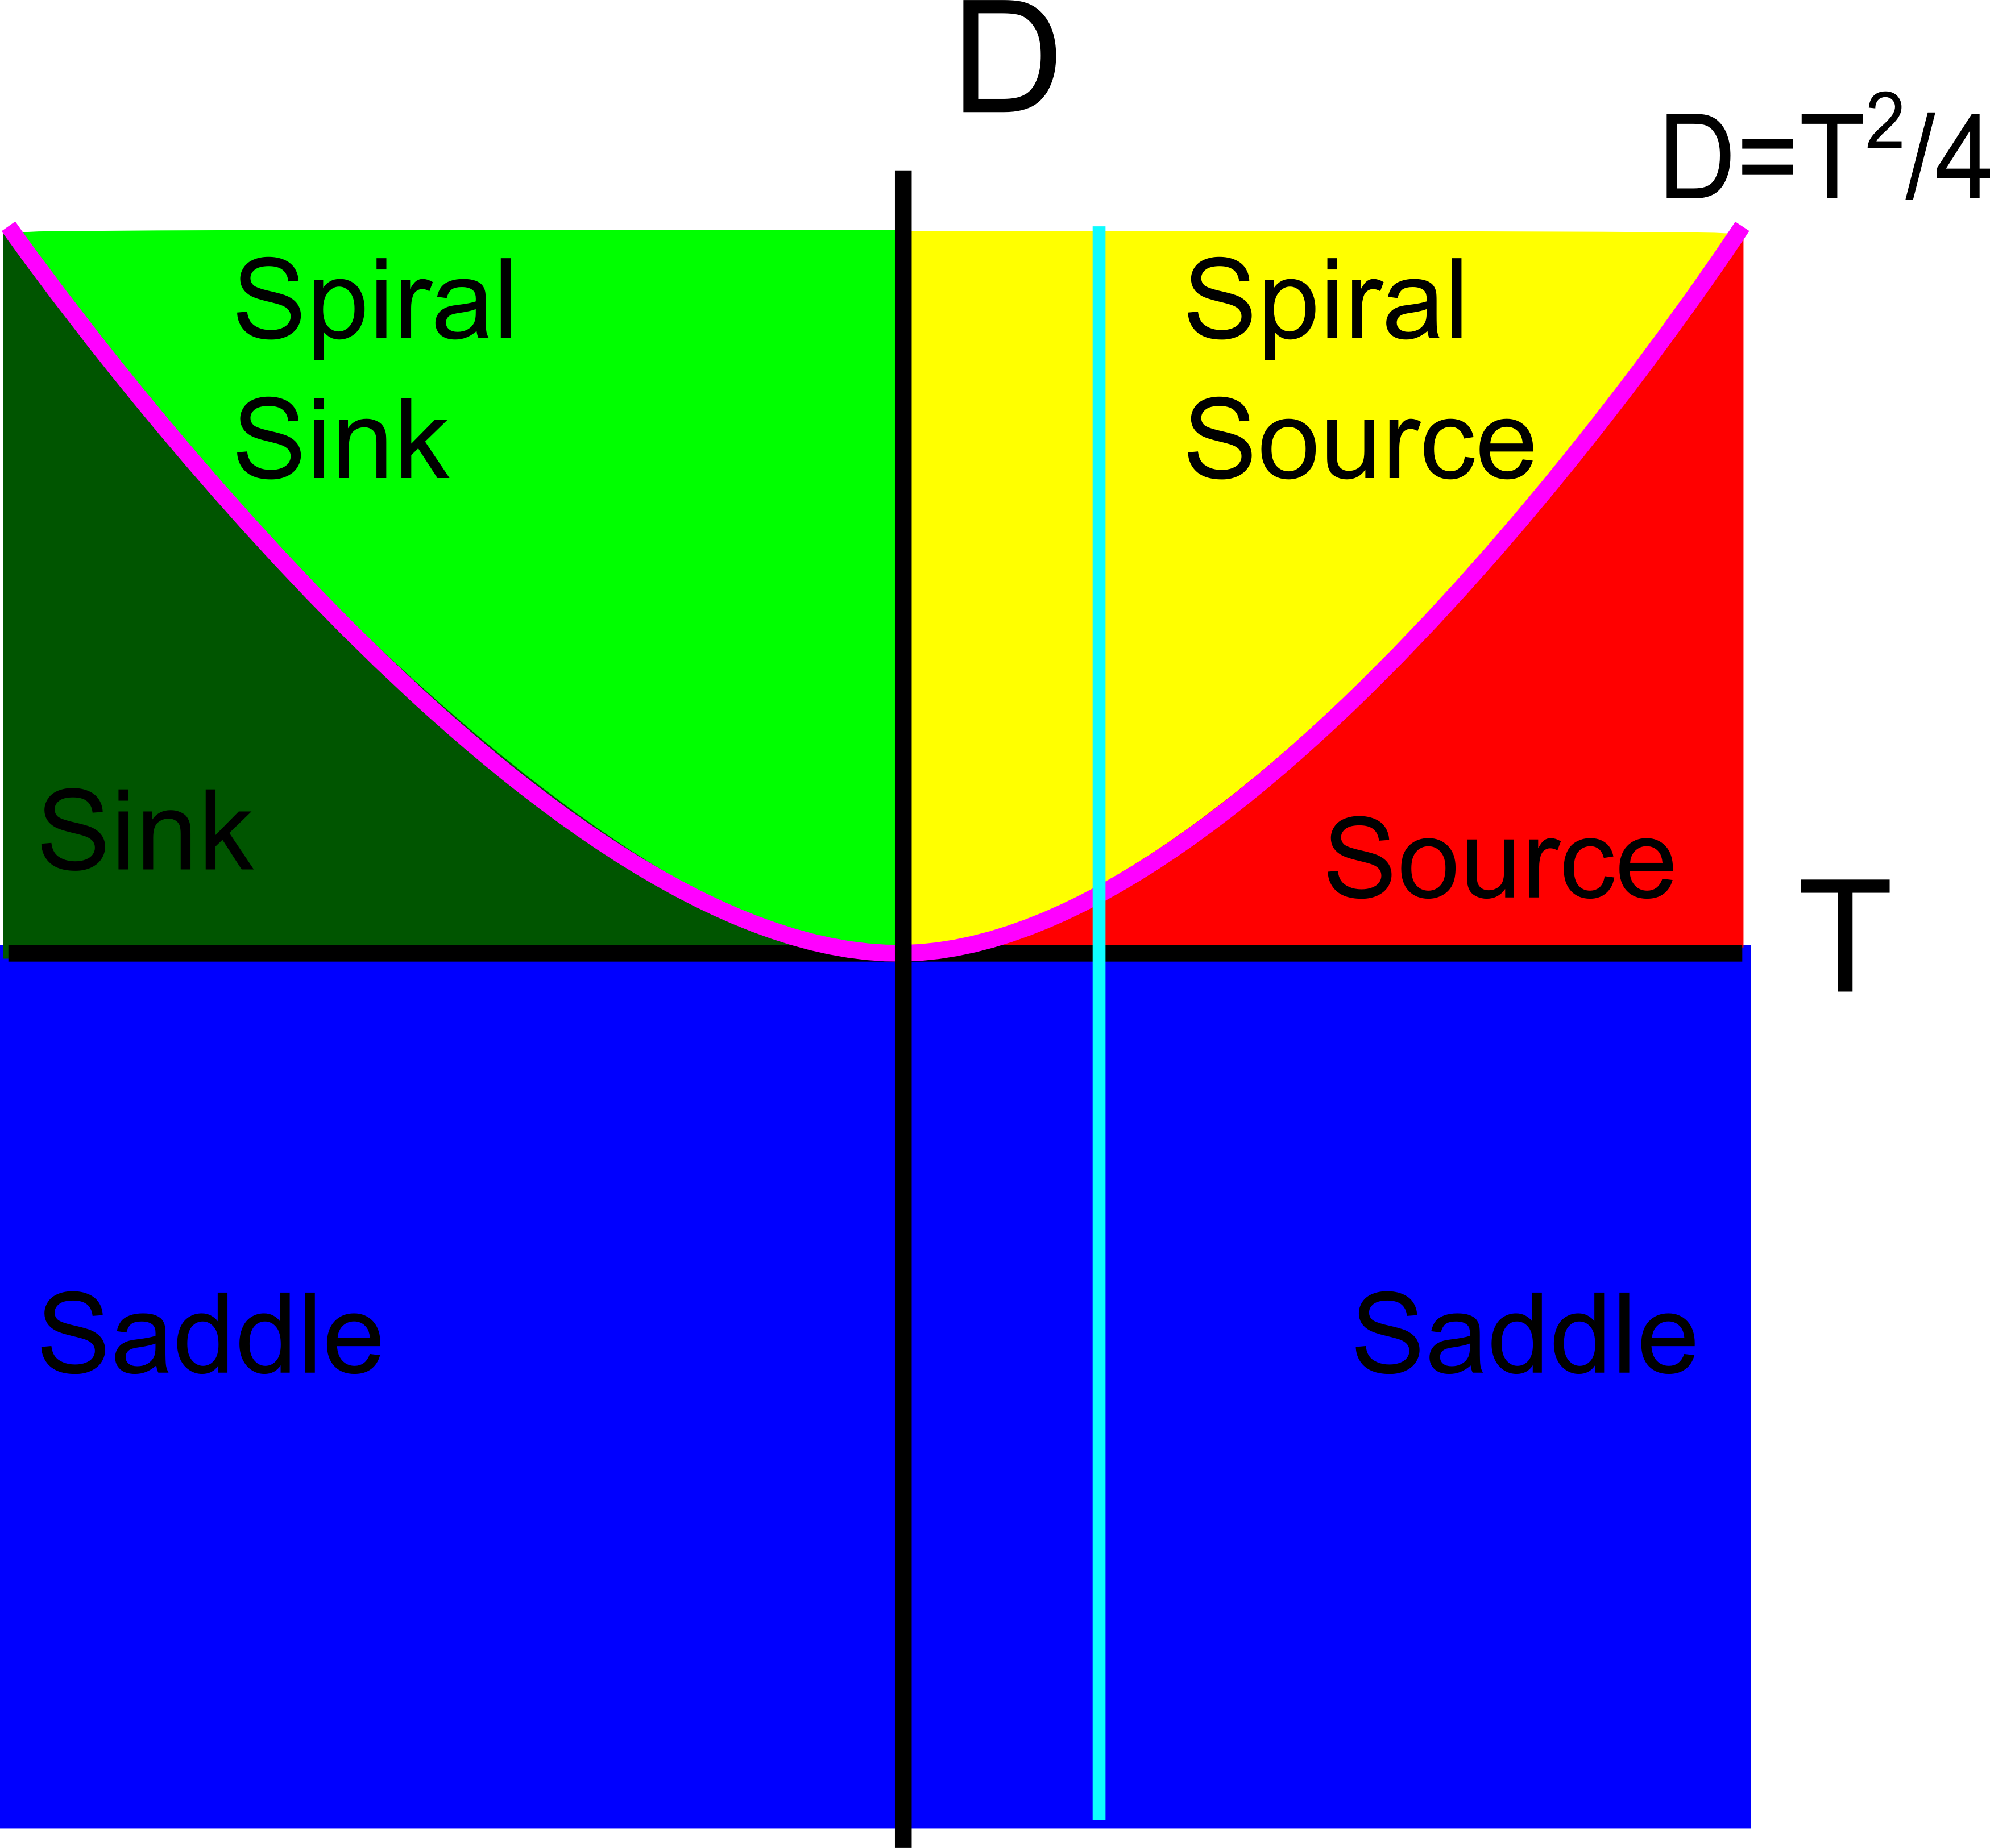 D
D=T²/4
Spiral
Sink
Spiral
Source
Sink
Source
T
Saddle
Saddle